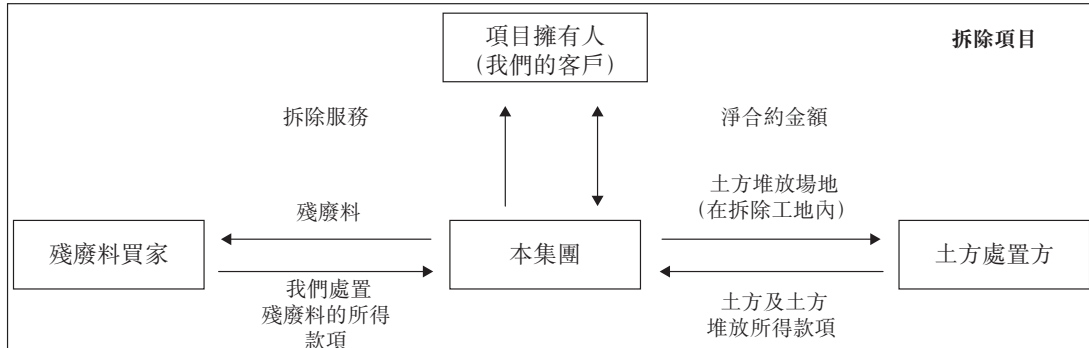 項目擁有人
(我們的客戶)
拆除項目
拆除服務
淨合約金額
殘廢料
土方堆放場地
(在拆除工地內)
殘廢料買家
本集團
土方處置方
我們處置
殘廢料的所得
款項
土方及土方
堆放所得款項